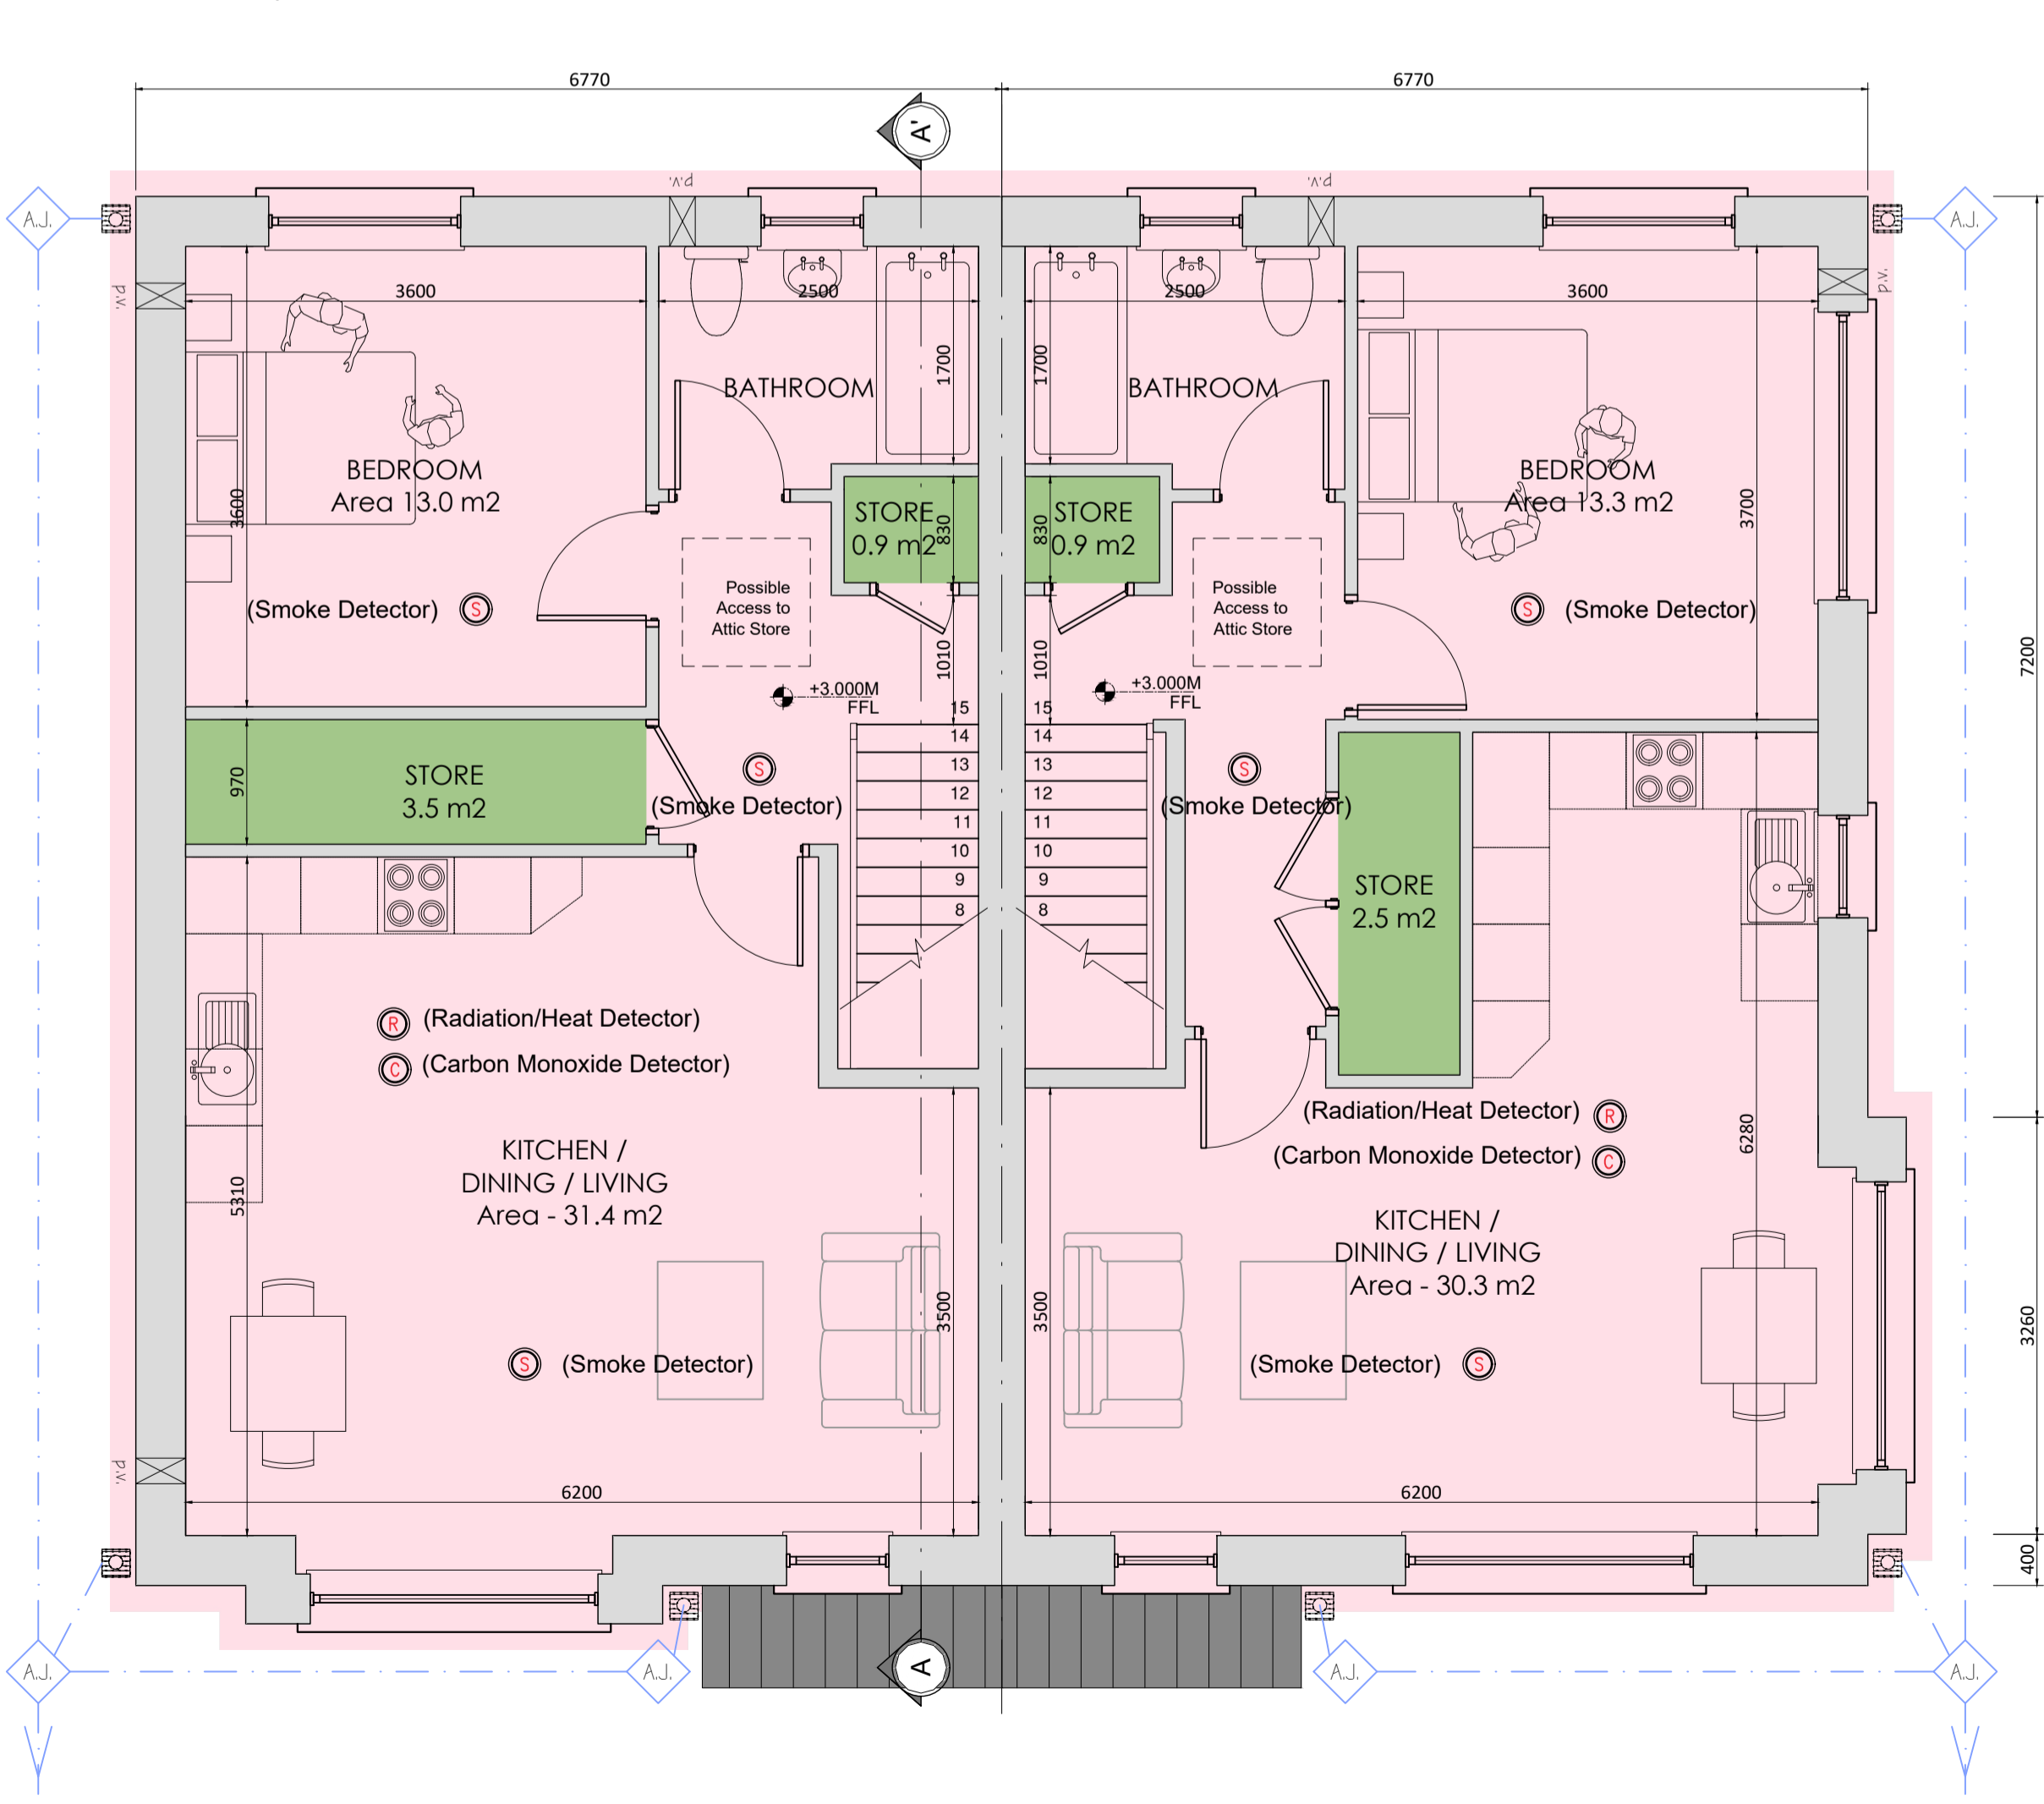 6770
6770
A'
p.v.
p.v.
A.J.
A.J.
p.v.
p.v.
3600
2500
2500
3600
1700
1700
BATHROOM
BATHROOM
BEDROOM
Area 13.0 m2
3600
BEDROOM
Area 13.3 m2
3700
STORE
0.9 m2
830
830
STORE
0.9 m2
Possible
Access to
Attic Store
Possible
Access to
Attic Store
(Smoke Detector) S
S (Smoke Detector)
7200
1010
1010
+3.000M
FFL
+3.000M
FFL
15
14
13
12
11
10
9
8
15
14
13
12
11
10
9
8
970
STORE
3.5 m2
S
(Smoke Detector)
S
(Smoke Detector)
STORE
2.5 m2
R (Radiation/Heat Detector)
C (Carbon Monoxide Detector)
(Radiation/Heat Detector) R
(Carbon Monoxide Detector) C
6280
KITCHEN /
DINING / LIVING
Area - 31.4 m2
5310
KITCHEN /
DINING / LIVING
Area - 30.3 m2
3500
3500
3260
S (Smoke Detector)
(Smoke Detector) S
p.v.
6200
6200
400
A.J.
A.J.
A
A.J.
A.J.